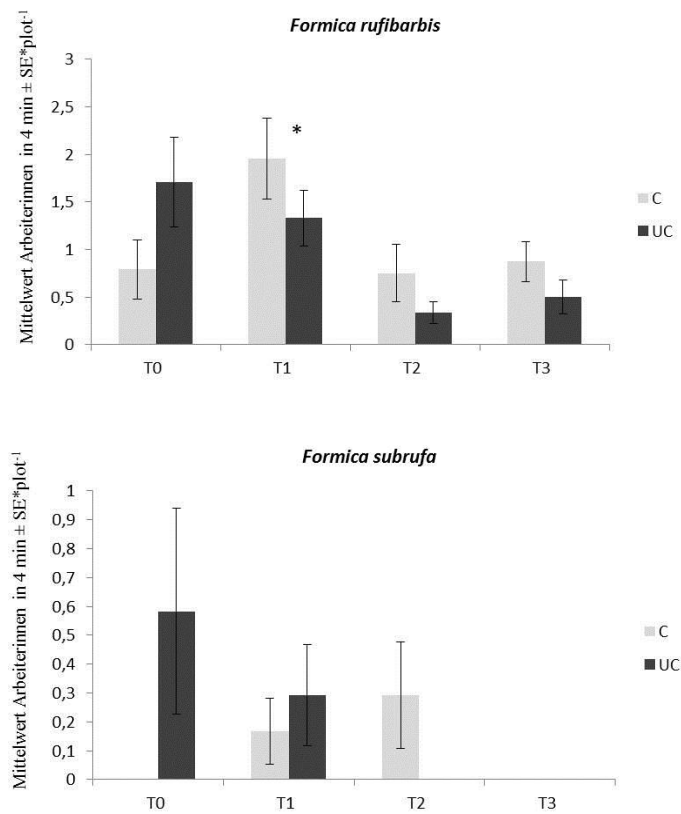 Formica rufibarbis
Mittelwert Arbeiterinnen in 4 min ± SE*plot-1
3
2,5
2
1,5
1
0,5
0
*
T0 T1 T2 T3
C
UC
Formica subrufa
Mittelwert Arbeiterinnen in 4 min ± SE*plot-1
1
0,9
0,8
0,7
0,6
0,5
0,4
0,3
0,2
0,1
0
T0 T1 T2 T3
C
UC